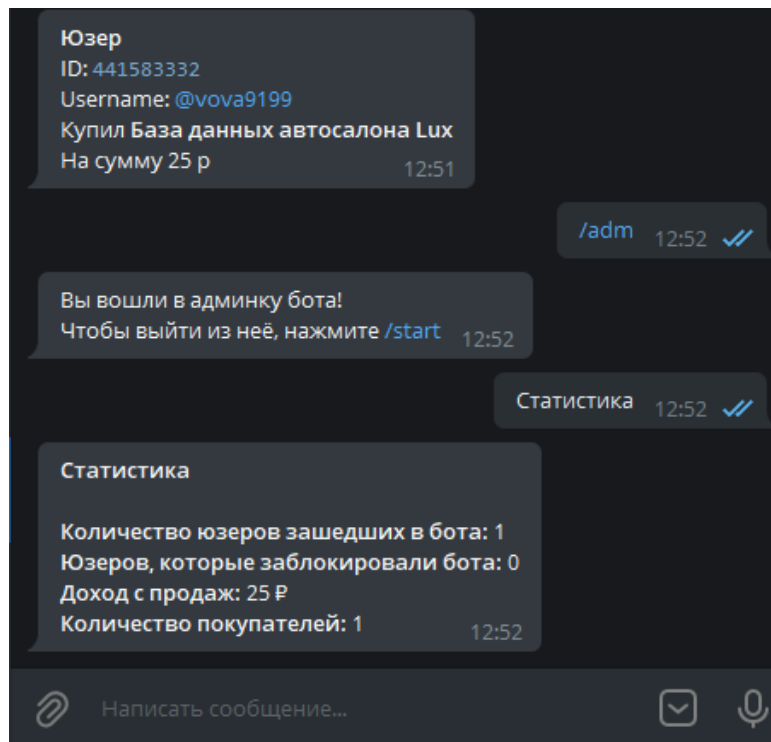 Юзер
ID: 441583332
Username: @vova9199
Купил База данных автосалона Lux
На сумму 25 р
12:51
/adm
12:52
Вы вошли в админку бота!
Чтобы выйти из неё, нажмите /start
12:52
Статистика
12:52
Статистика
Количество юзеров зашедших в бота: 1
Юзеров, которые заблокировали бота: 0
Доход с продаж: 25 ₽
Количество покупателей: 1
12:52
Написать сообщение...